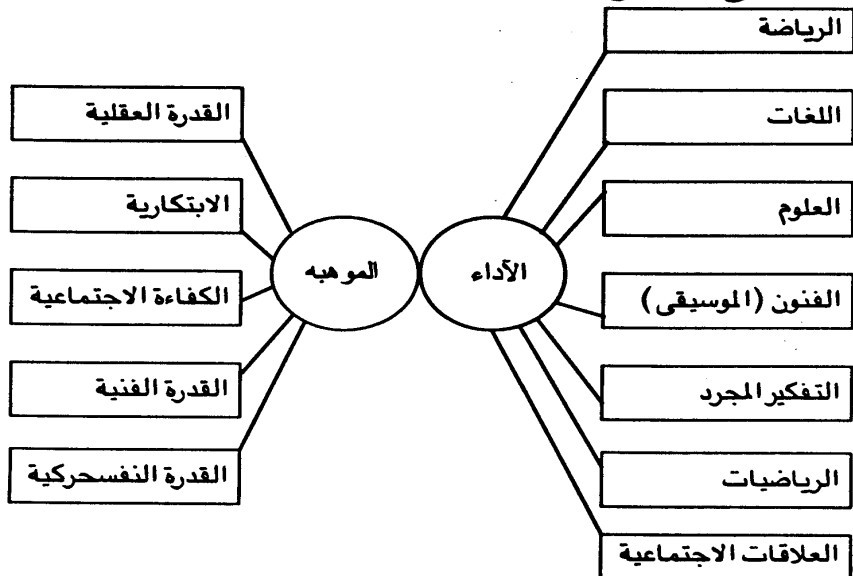 الرياضة
اللغات
العلوم
الفنون (الموسيقى)
التفكير المجرد
الرياضيات
العلاقات الاجتماعية
الآداء
الموهبه
القدرة العقلية
الابتكارية
الكفاءة الاجتماعية
القدرة الفنية
القدرة النفسحركية